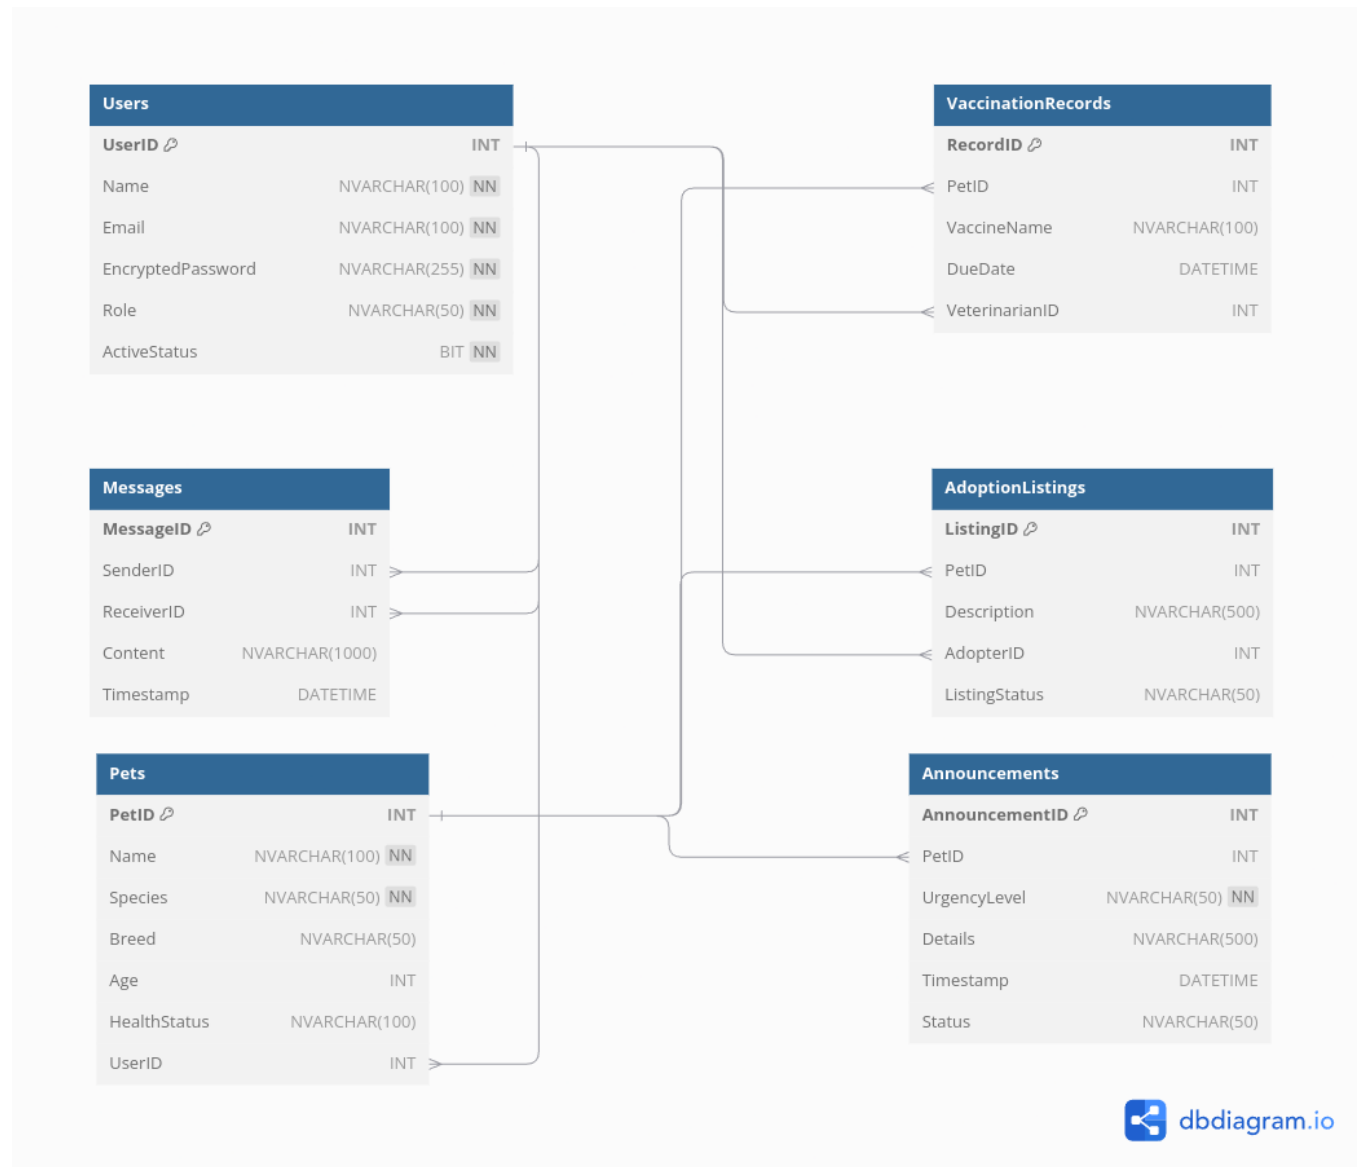 Users
UserID INT
Name NVARCHAR(100) NN
Email NVARCHAR(100) NN
EncryptedPassword NVARCHAR(255) NN
Role NVARCHAR(50) NN
ActiveStatus BIT NN
VaccinationRecords
RecordID INT
PetID INT
VaccineName NVARCHAR(100)
DueDate DATETIME
VeterinarianID INT
Messages
MessageID INT
SenderID INT
ReceiverID INT
Content NVARCHAR(1000)
Timestamp DATETIME
AdoptionListings
ListingID INT
PetID INT
Description NVARCHAR(500)
AdopterID INT
ListingStatus NVARCHAR(50)
Pets
PetID INT
Name NVARCHAR(100) NN
Species NVARCHAR(50) NN
Breed NVARCHAR(50)
Age INT
HealthStatus NVARCHAR(100)
UserID INT
Announcements
AnnouncementID INT
PetID INT
UrgencyLevel NVARCHAR(50) NN
Details NVARCHAR(500)
Timestamp DATETIME
Status NVARCHAR(50)
dbdiagram.io